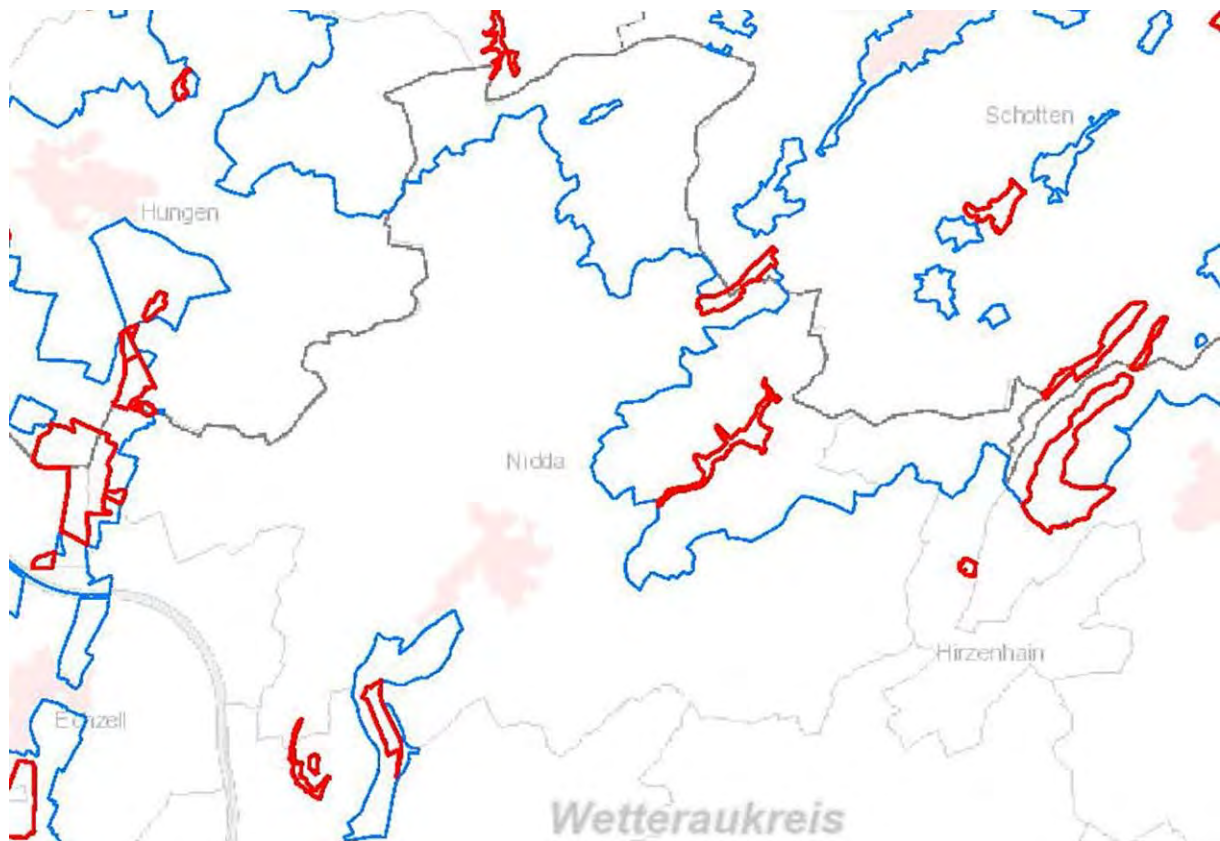 Schotten
Hungen
Nidda
Hirzenhain
Echzell
Wetteraukreis